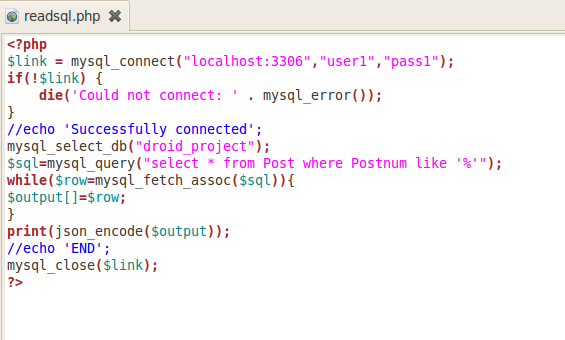 readsql.php
<?php
$link = mysql_connect("localhost:3306","user1","pass1");
if(!$link) {
    die('Could not connect: ' . mysql_error());
}
//echo 'Successfully connected';
mysql_select_db("droid_project");
$sql=mysql_query("select * from Post where Postnum like '%'");
while($row=mysql_fetch_assoc($sql)){
$output[]=$row;
}
print(json_encode($output));
//echo 'END';
mysql_close($link);
?>